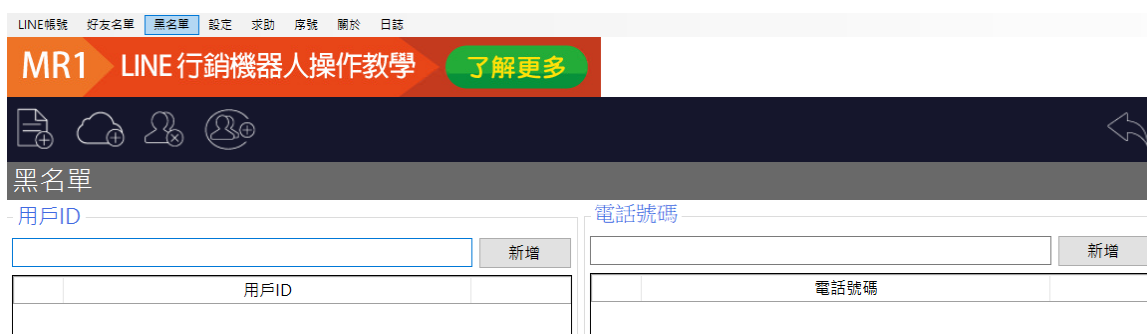 LINE帳號 好友名單 黑名單 設定 求助 序號 關於 日誌
MR1 LINE 行銷機器人操作教學 了解更多
黑名單
用戶ID 電話號碼
新增 新增
用戶ID 電話號碼